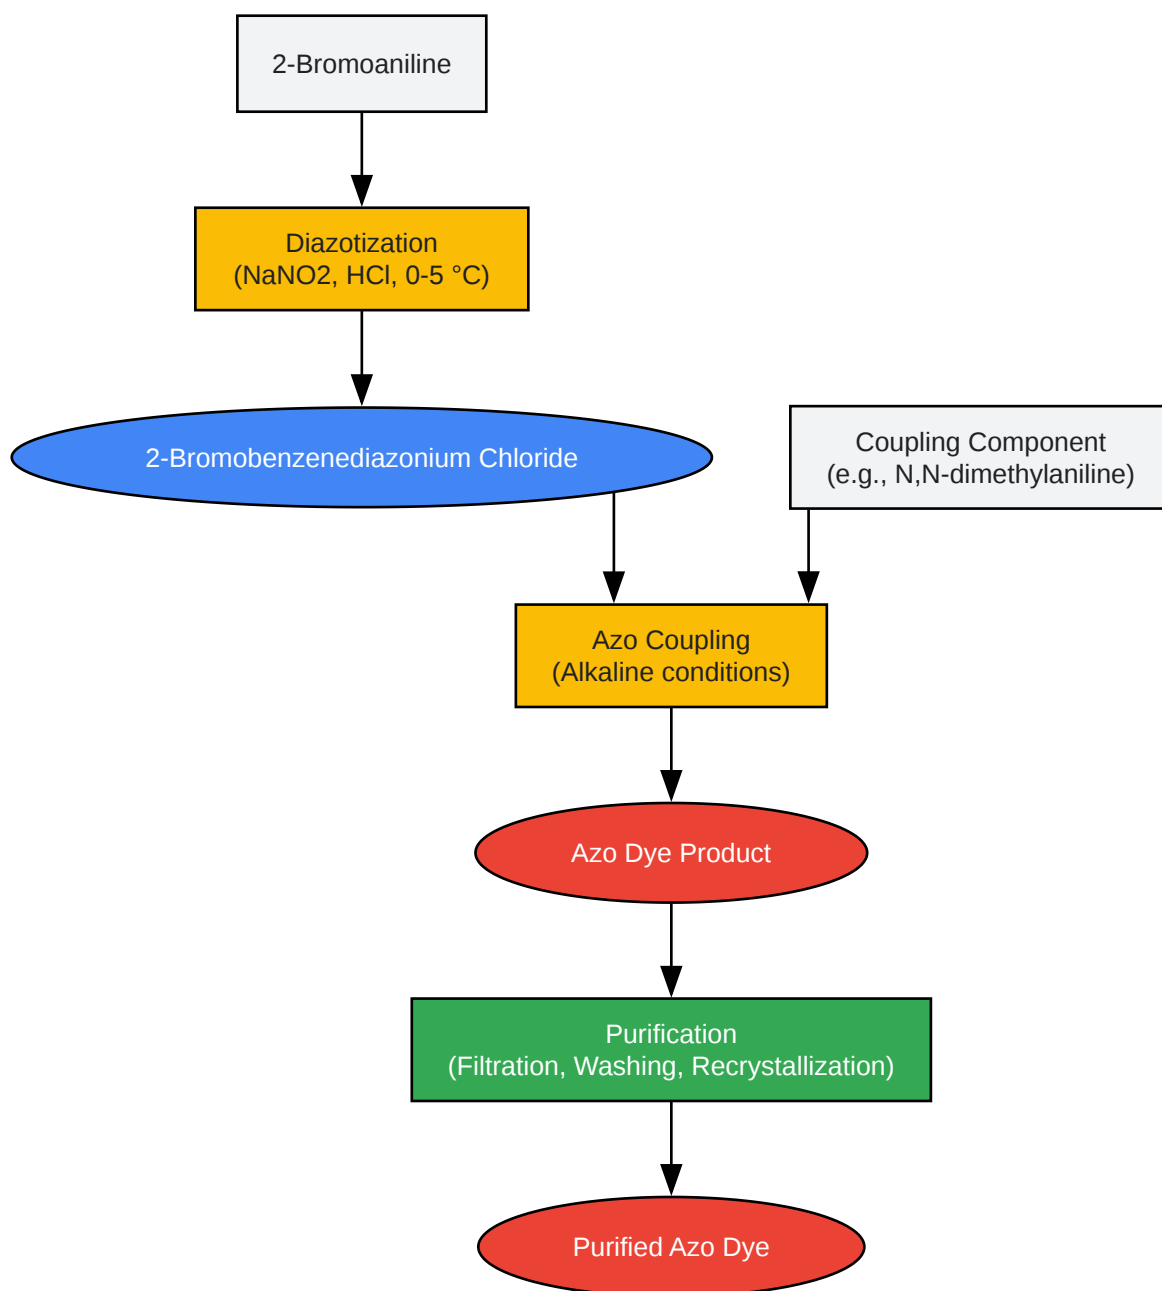 2-Bromoaniline
Diazotization
(NaNO2, HCl, 0-5 °C)
2-Bromobenzenediazonium Chloride
Coupling Component
(e.g., N,N-dimethylaniline)
Azo Coupling
(Alkaline conditions)
Azo Dye Product
Purification
(Filtration, Washing, Recrystallization)
Purified Azo Dye